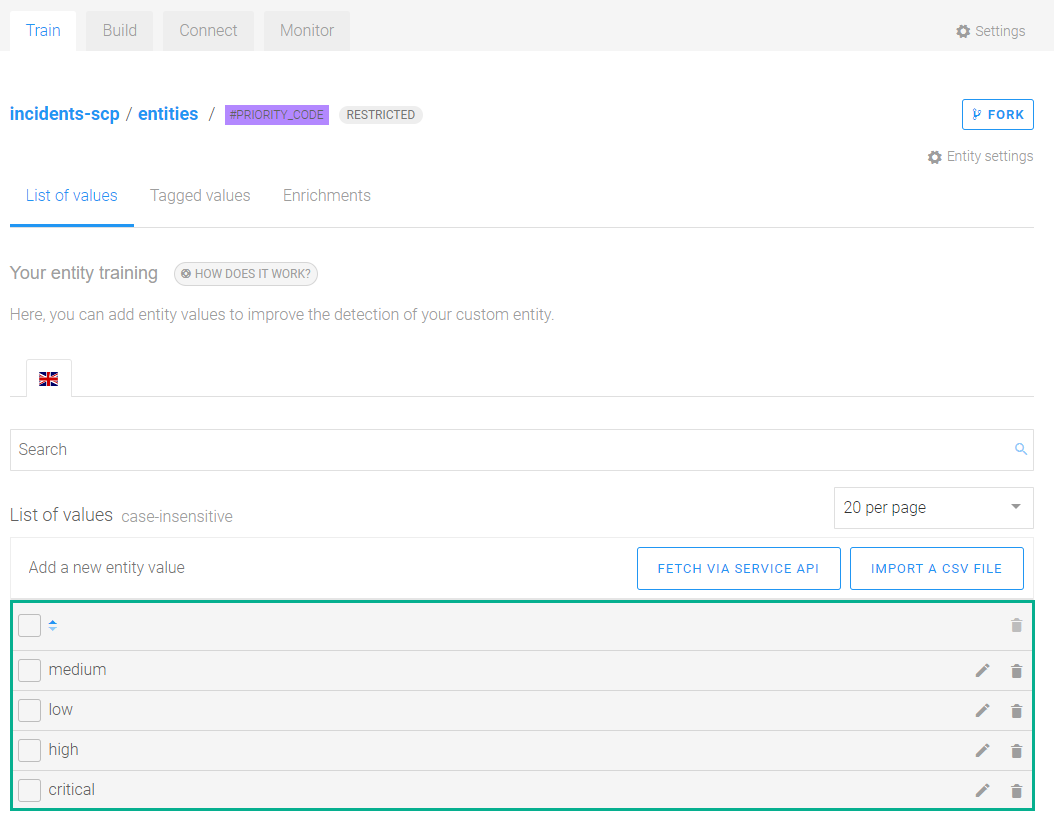 Train Build Connect Monitor Settings
incidents-scp / entities / #PRIORITY_CODE RESTRICTED FORK
Entity settings
List of values Tagged values Enrichments
Your entity training HOW DOES IT WORK?
Here, you can add entity values to improve the detection of your custom entity.
Search
20 per page
List of values case-insensitive
Add a new entity value FETCH VIA SERVICE API IMPORT A CSV FILE
medium
low
high
critical